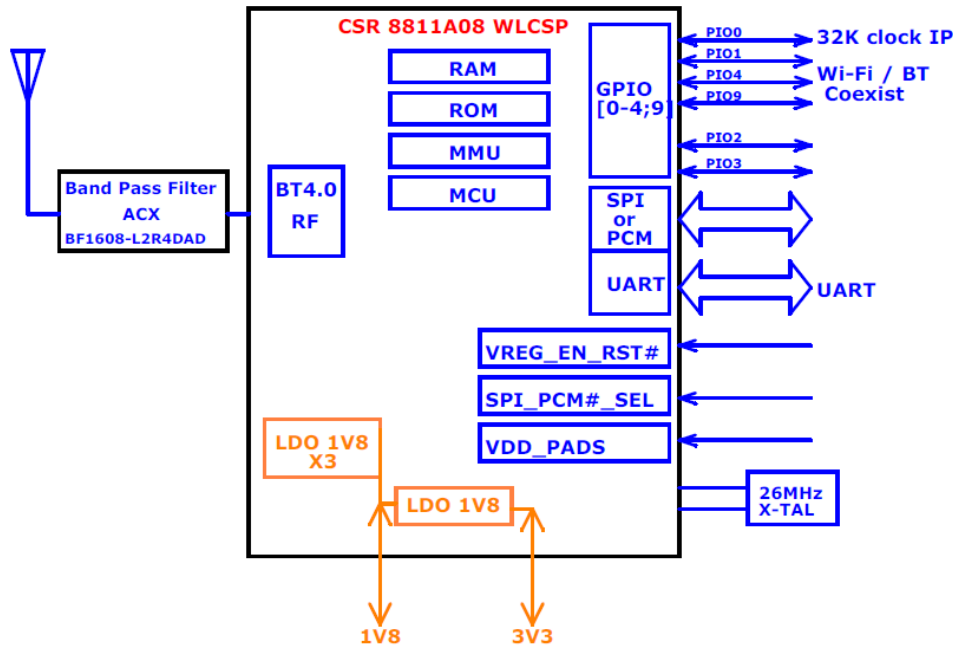 CSR 8811A08 WLCSP
RAM
ROM
MMU
MCU
GPIO
[0-4;9]
PIO0
PIO1
PIO4
PIO9
PIO2
PIO3
32K clock IP
Wi-Fi / BT
Coexist
Band Pass Filter
ACX
BF1608-L2R4DAD
BT4.0
RF
SPI
or
PCM
UART
UART
VREG_EN_RST#
SPI_PCM#_SEL
VDD_PADS
LDO 1V8
X3
LDO 1V8
26MHz
X-TAL
1V8
3V3